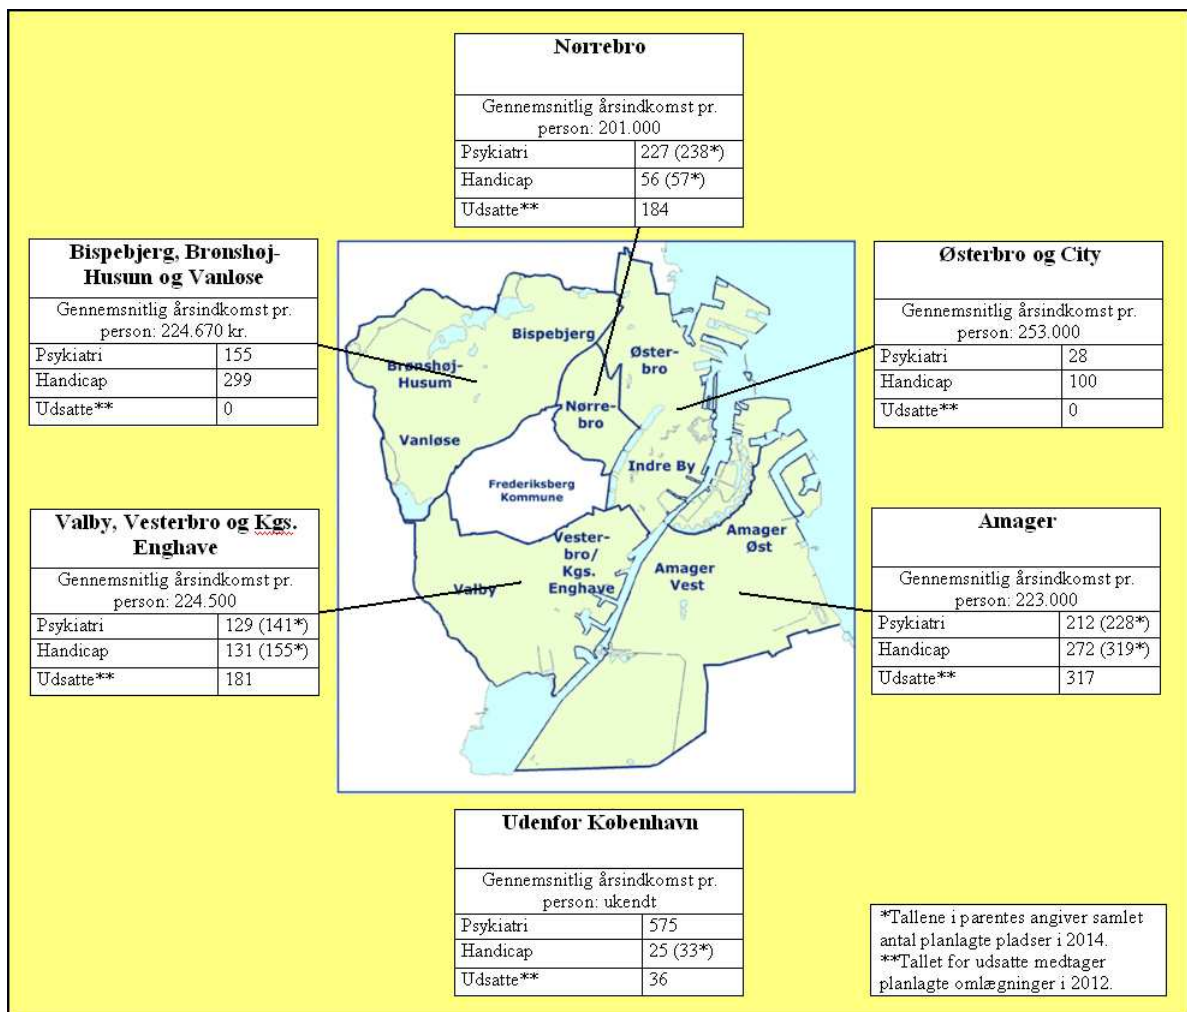 Nørrebro
Gennemsnitlig årsindkomst pr.
person: 201.000
Psykiatri 227 (238*)
Handicap 56 (57*)
Udsatte** 184
Bispebjerg, Brønshøj-
Husum og Vanløse
Gennemsnitlig årsindkomst pr.
person: 224.670 kr.
Psykiatri 155
Handicap 299
Udsatte** 0
Østerbro og City
Gennemsnitlig årsindkomst pr.
person: 253.000
Psykiatri 28
Handicap 100
Udsatte** 0
Bispebjerg
Øster-
bro
Brønshøj-
Husum
Nørre-
bro
Vanløse
Indre By
Frederiksberg
Kommune
Amager
Øst
Vester-
bro/
Kgs.
Enghave
Amager
Vest
Valby
Valby, Vesterbro og Kgs.
Enghave
Gennemsnitlig årsindkomst pr.
person: 224.500
Psykiatri 129 (141*)
Handicap 131 (155*)
Udsatte** 181
Amager
Gennemsnitlig årsindkomst pr.
person: 223.000
Psykiatri 212 (228*)
Handicap 272 (319*)
Udsatte** 317
Udenfor København
Gennemsnitlig årsindkomst pr.
person: ukendt
Psykiatri 575
Handicap 25 (33*)
Udsatte** 36
*Tallene i parentes angiver samlet
antal planlagte pladser i 2014.
**Tallet for udsatte medtager
planlagte omlægninger i 2012.